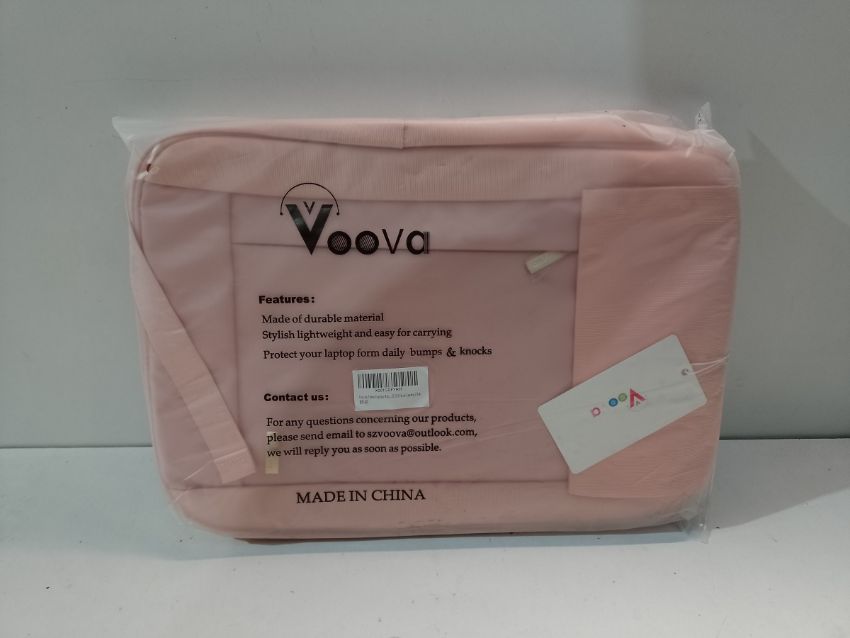 Voova
Features:
Made of durable material
Stylish lightweight and easy for carrying
Protect your laptop form daily bumps & knocks
Contact us:
For any questions concerning our products,
please send email to szvoova@outlook.com,
we will reply you as soon as possible.
MADE IN CHINA
Voova